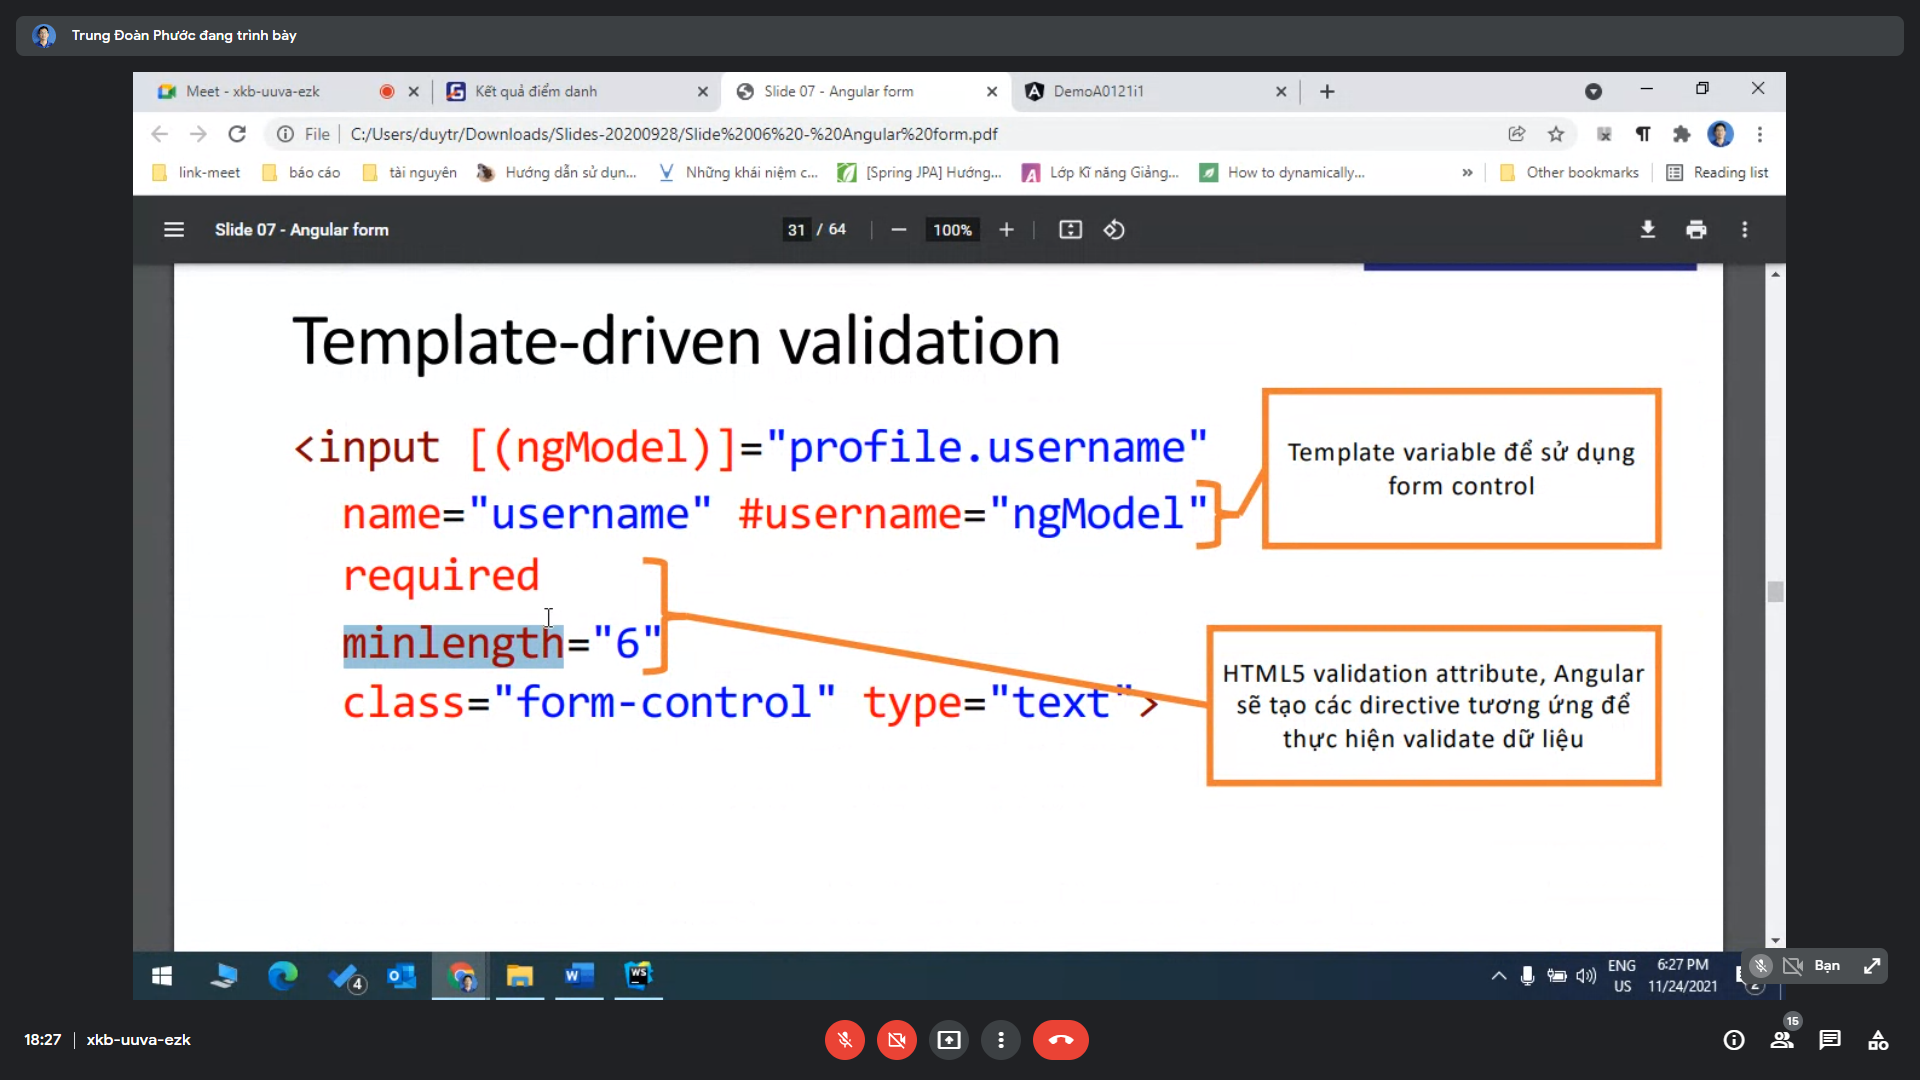 Trung Đoàn Phước đang trình bày
Meet - xkb-uuva-ezk
Kết quả điểm danh
Slide 07 - Angular form
DemoA0121i1
File
C:/Users/duytr/Downloads/Slides-20200928/Slide%2006%20-%20Angular%20form.pdf
link-meet
báo cáo
tài nguyên
Hướng dẫn sử dụn...
Những khái niệm c...
[Spring JPA] Hướng...
Lớp Kĩ năng Giảng...
How to dynamically...
»
Other bookmarks
Reading list
Slide 07 - Angular form
31 / 64
100%
Template-driven validation
<input [(ngModel)]="profile.username"
name="username" #username="ngModel"
required
minlength="6"
class="form-control" type="text">
Template variable để sử dụng
form control
HTML5 validation attribute, Angular
sẽ tạo các directive tương ứng để
thực hiện validate dữ liệu
4
WS
ENG
US
6:27 PM
11/24/2021
2
Bạn
18:27
xkb-uuva-ezk
15